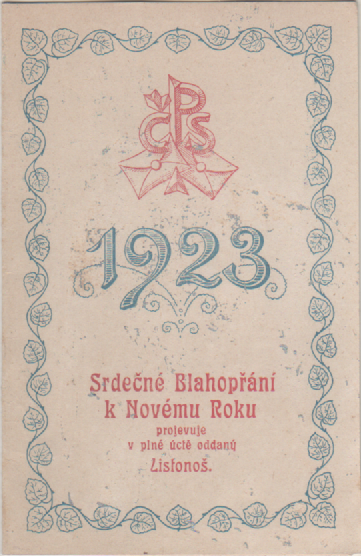 ČPS
1923
Srdečné Blahopřání
k Novému Roku
projevuje
v plné úctě oddaný
Listonoš.